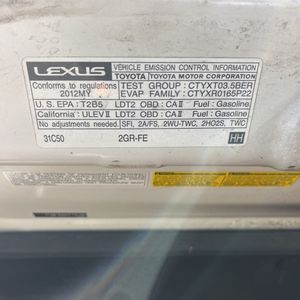 LEXUS
VEHICLE EMISSION CONTROL INFORMATION
TOYOTA TOYOTA MOTOR CORPORATION
Conforms to regulations
2012MY
TEST GROUP : CTYXT03.5BER
EVAP FAMILY : CTYXR0165P22
U.S. EPA : T2B5 LDT2 OBD : CA II Fuel : Gasoline
California : ULEV II LDT2 OBD : CA II Fuel : Gasoline
No adjustments needed. SFI, 2A/FS, 2WU-TWC, 2HO2S, TWC
31C50 2GR-FE HH